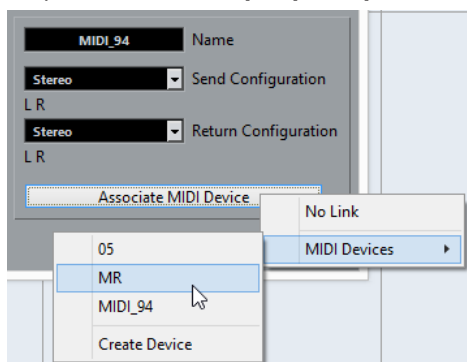 MIDI_94 Name
Stereo Send Configuration
L R
Stereo Return Configuration
L R
Associate MIDI Device
No Link
MIDI Devices
05
MR
MIDI_94
Create Device